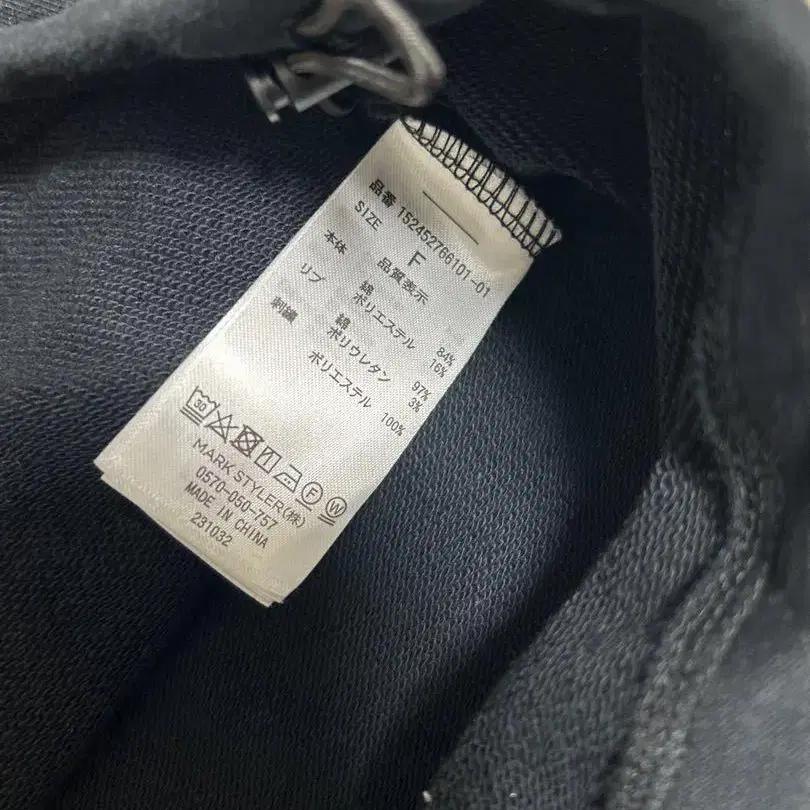 品番 152452766101-01
SIZE F
品質表示
本体 綿 84%
ポリエステル 16%
リブ 綿 97%
ポリウレタン 3%
刺繍 ポリエステル 100%
30 F W
MARK STYLER(株)
0570-050-757
MADE IN CHINA
231032